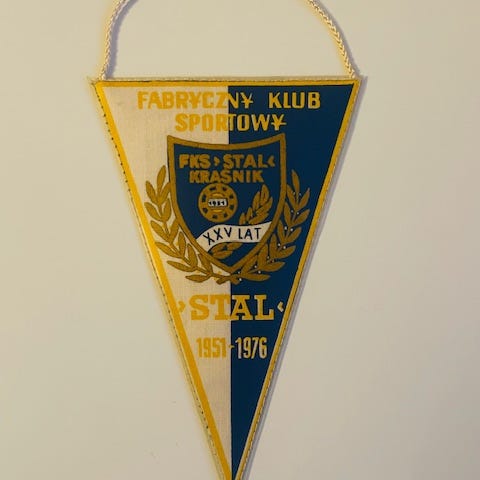 FABRYCZNY KLUB
SPORTOWY
FKS >STAL<
KRAŚNIK
1951
XXV LAT
>STAL<
1951-1976